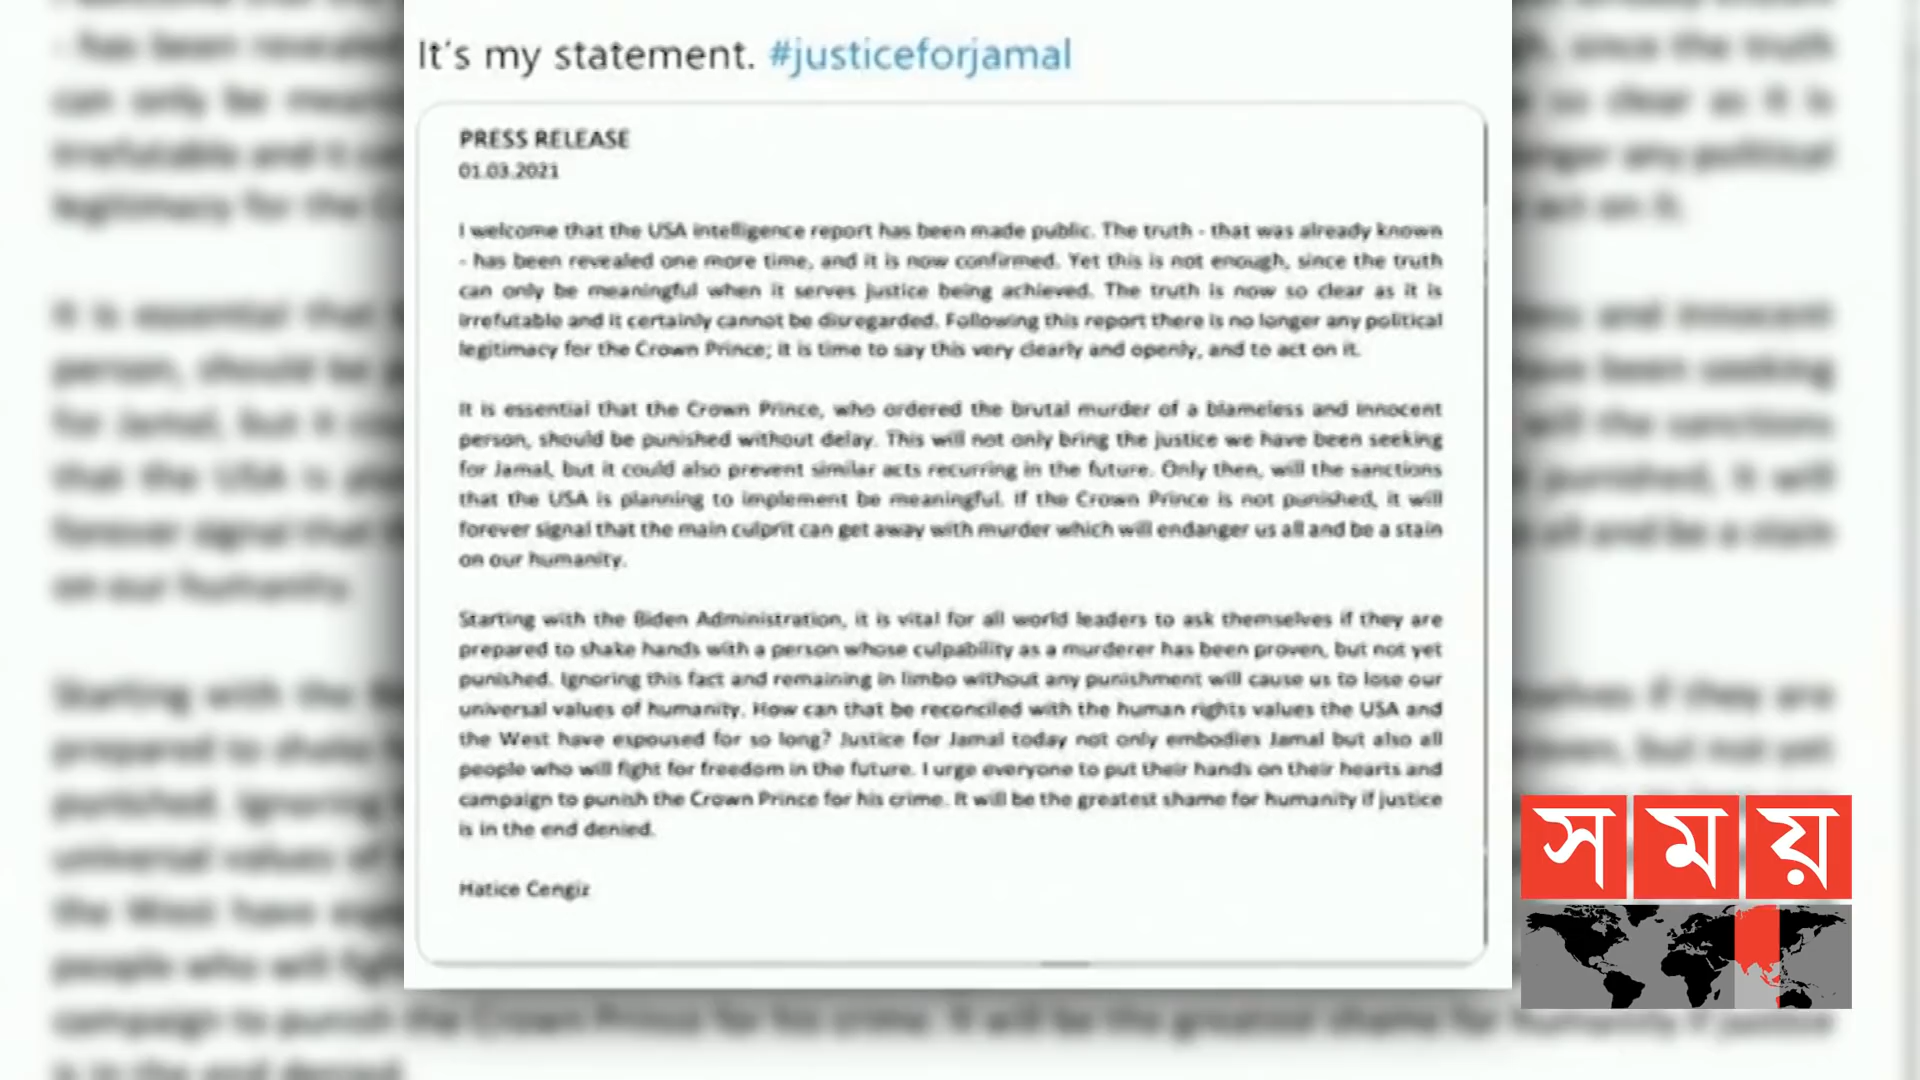 It's my statement. #justiceforjamal
PRESS RELEASE
01.03.2021
I welcome that the USA intelligence report has been made public. The truth - that was already known
- has been revealed one more time, and it is now confirmed. Yet this is not enough, since the truth
can only be meaningful when it serves justice being achieved. The truth is now so clear as it is
irrefutable and it certainly cannot be disregarded. Following this report there is no longer any political
legitimacy for the Crown Prince; it is time to say this very clearly and openly, and to act on it.
It is essential that the Crown Prince, who ordered the brutal murder of a blameless and innocent
person, should be punished without delay. This will not only bring the justice we have been seeking
for Jamal, but it could also prevent similar acts recurring in the future. Only then, will the sanctions
that the USA is planning to implement be meaningful. If the Crown Prince is not punished, it will
forever signal that the main culprit can get away with murder which will endanger us all and be a stain
on our humanity.
Starting with the Biden Administration, it is vital for all world leaders to ask themselves if they are
prepared to shake hands with a person whose culpability as a murderer has been proven, but not yet
punished. Ignoring this fact and remaining in limbo without any punishment will cause us to lose our
universal values of humanity. How can that be reconciled with the human rights values the USA and
the West have espoused for so long? Justice for Jamal today not only embodies Jamal but also all
people who will fight for freedom in the future. I urge everyone to put their hands on their hearts and
campaign to punish the Crown Prince for his crime. It will be the greatest shame for humanity if justice
is in the end denied.
Hatice Cengiz
সময়